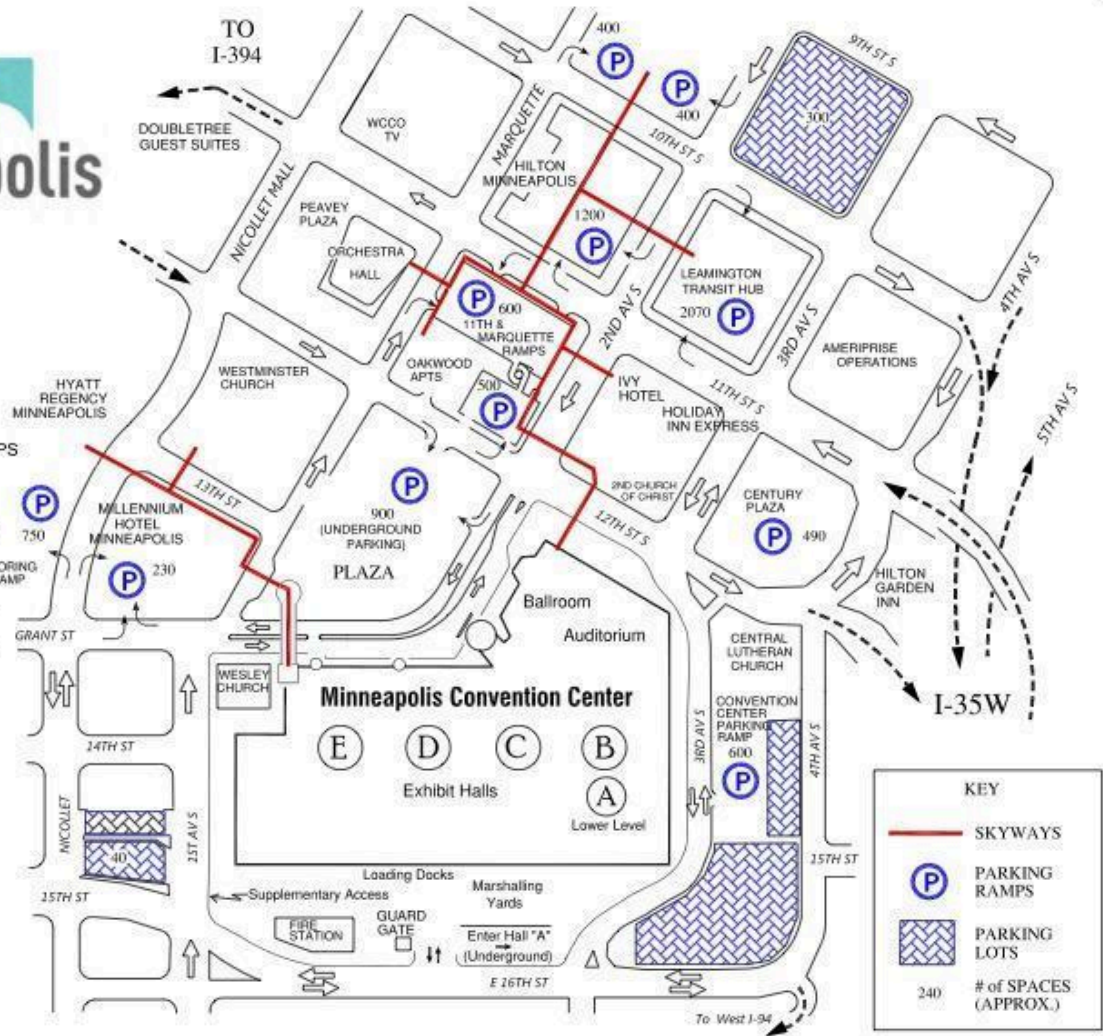 TO
I-394
polis
DOUBLETREE
GUEST SUITES
WCCO
TV
MARQUETTE
400
400
9TH ST S
300
10TH ST S
HILTON
MINNEAPOLIS
NICOLLET MALL
PEAVEY
PLAZA
ORCHESTRA
HALL
P
P
1200
P
LEAMINGTON
TRANSIT HUB
2070
P
2ND AV S
3RD AV S
4TH AV S
5TH AV S
AMERIPRISE
OPERATIONS
P
600
11TH &
MARQUETTE
RAMPS
OAKWOOD
APTS
500
P
IVY
HOTEL
HOLIDAY
INN EXPRESS
11TH ST S
WESTMINSTER
CHURCH
HYATT
REGENCY
MINNEAPOLIS
PS
P
750
ORING
AMP
13TH ST
MILLENNIUM
HOTEL
MINNEAPOLIS
P
230
P
900
(UNDERGROUND
PARKING)
PLAZA
2ND CHURCH
OF CHRIST
12TH ST S
CENTURY
PLAZA
P
490
HILTON
GARDEN
INN
GRANT ST
Ballroom
Auditorium
WESLEY
CHURCH
Minneapolis Convention Center
E
D
C
B
A
Exhibit Halls
Lower Level
CENTRAL
LUTHERAN
CHURCH
CONVENTION
CENTER
PARKING
RAMP
600
P
3RD AV S
4TH AV S
I-35W
14TH ST
NICOLLET
1ST AV S
40
15TH ST
15TH ST
Loading Docks
Supplementary Access
Marshalling
Yards
FIRE
STATION
GUARD
GATE
Enter Hall "A"
(Underground)
E 16TH ST
To West I-94
KEY
SKYWAYS
P
PARKING
RAMPS
PARKING
LOTS
240
# of SPACES
(APPROX.)